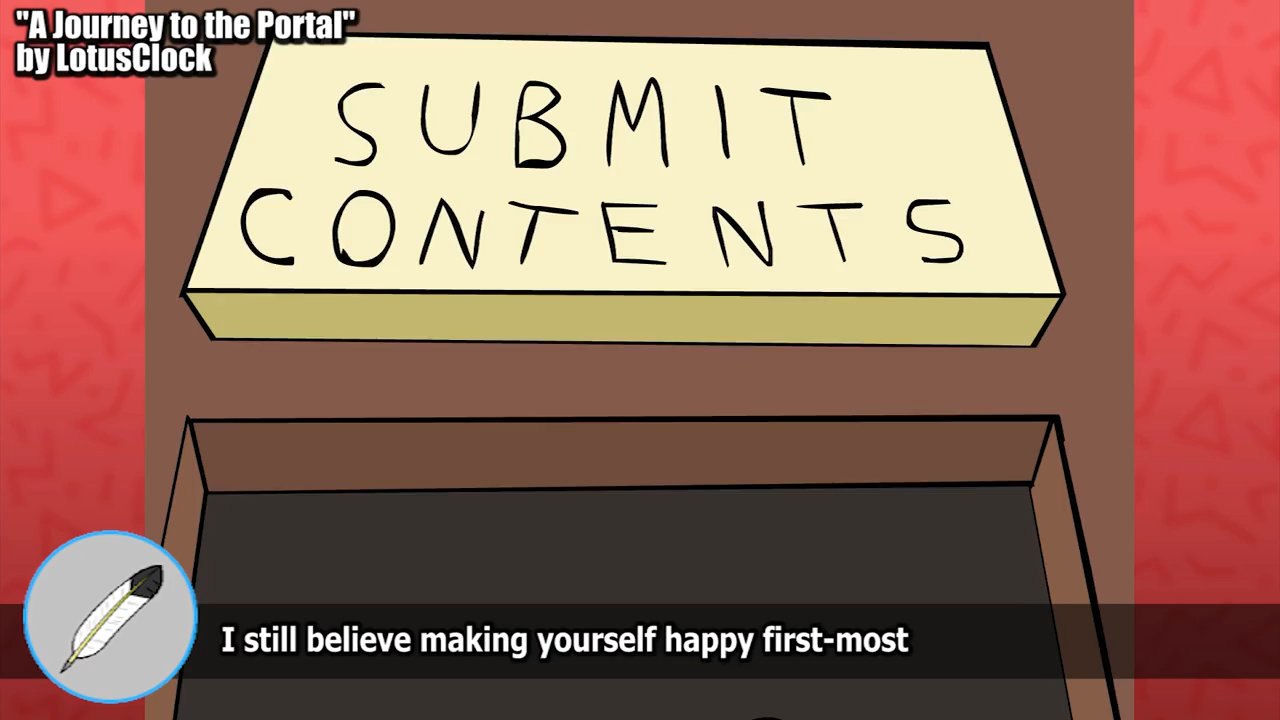 "A Journey to the Portal"
by LotusClock
SUBMIT
CONTENTS
I still believe making yourself happy first-most